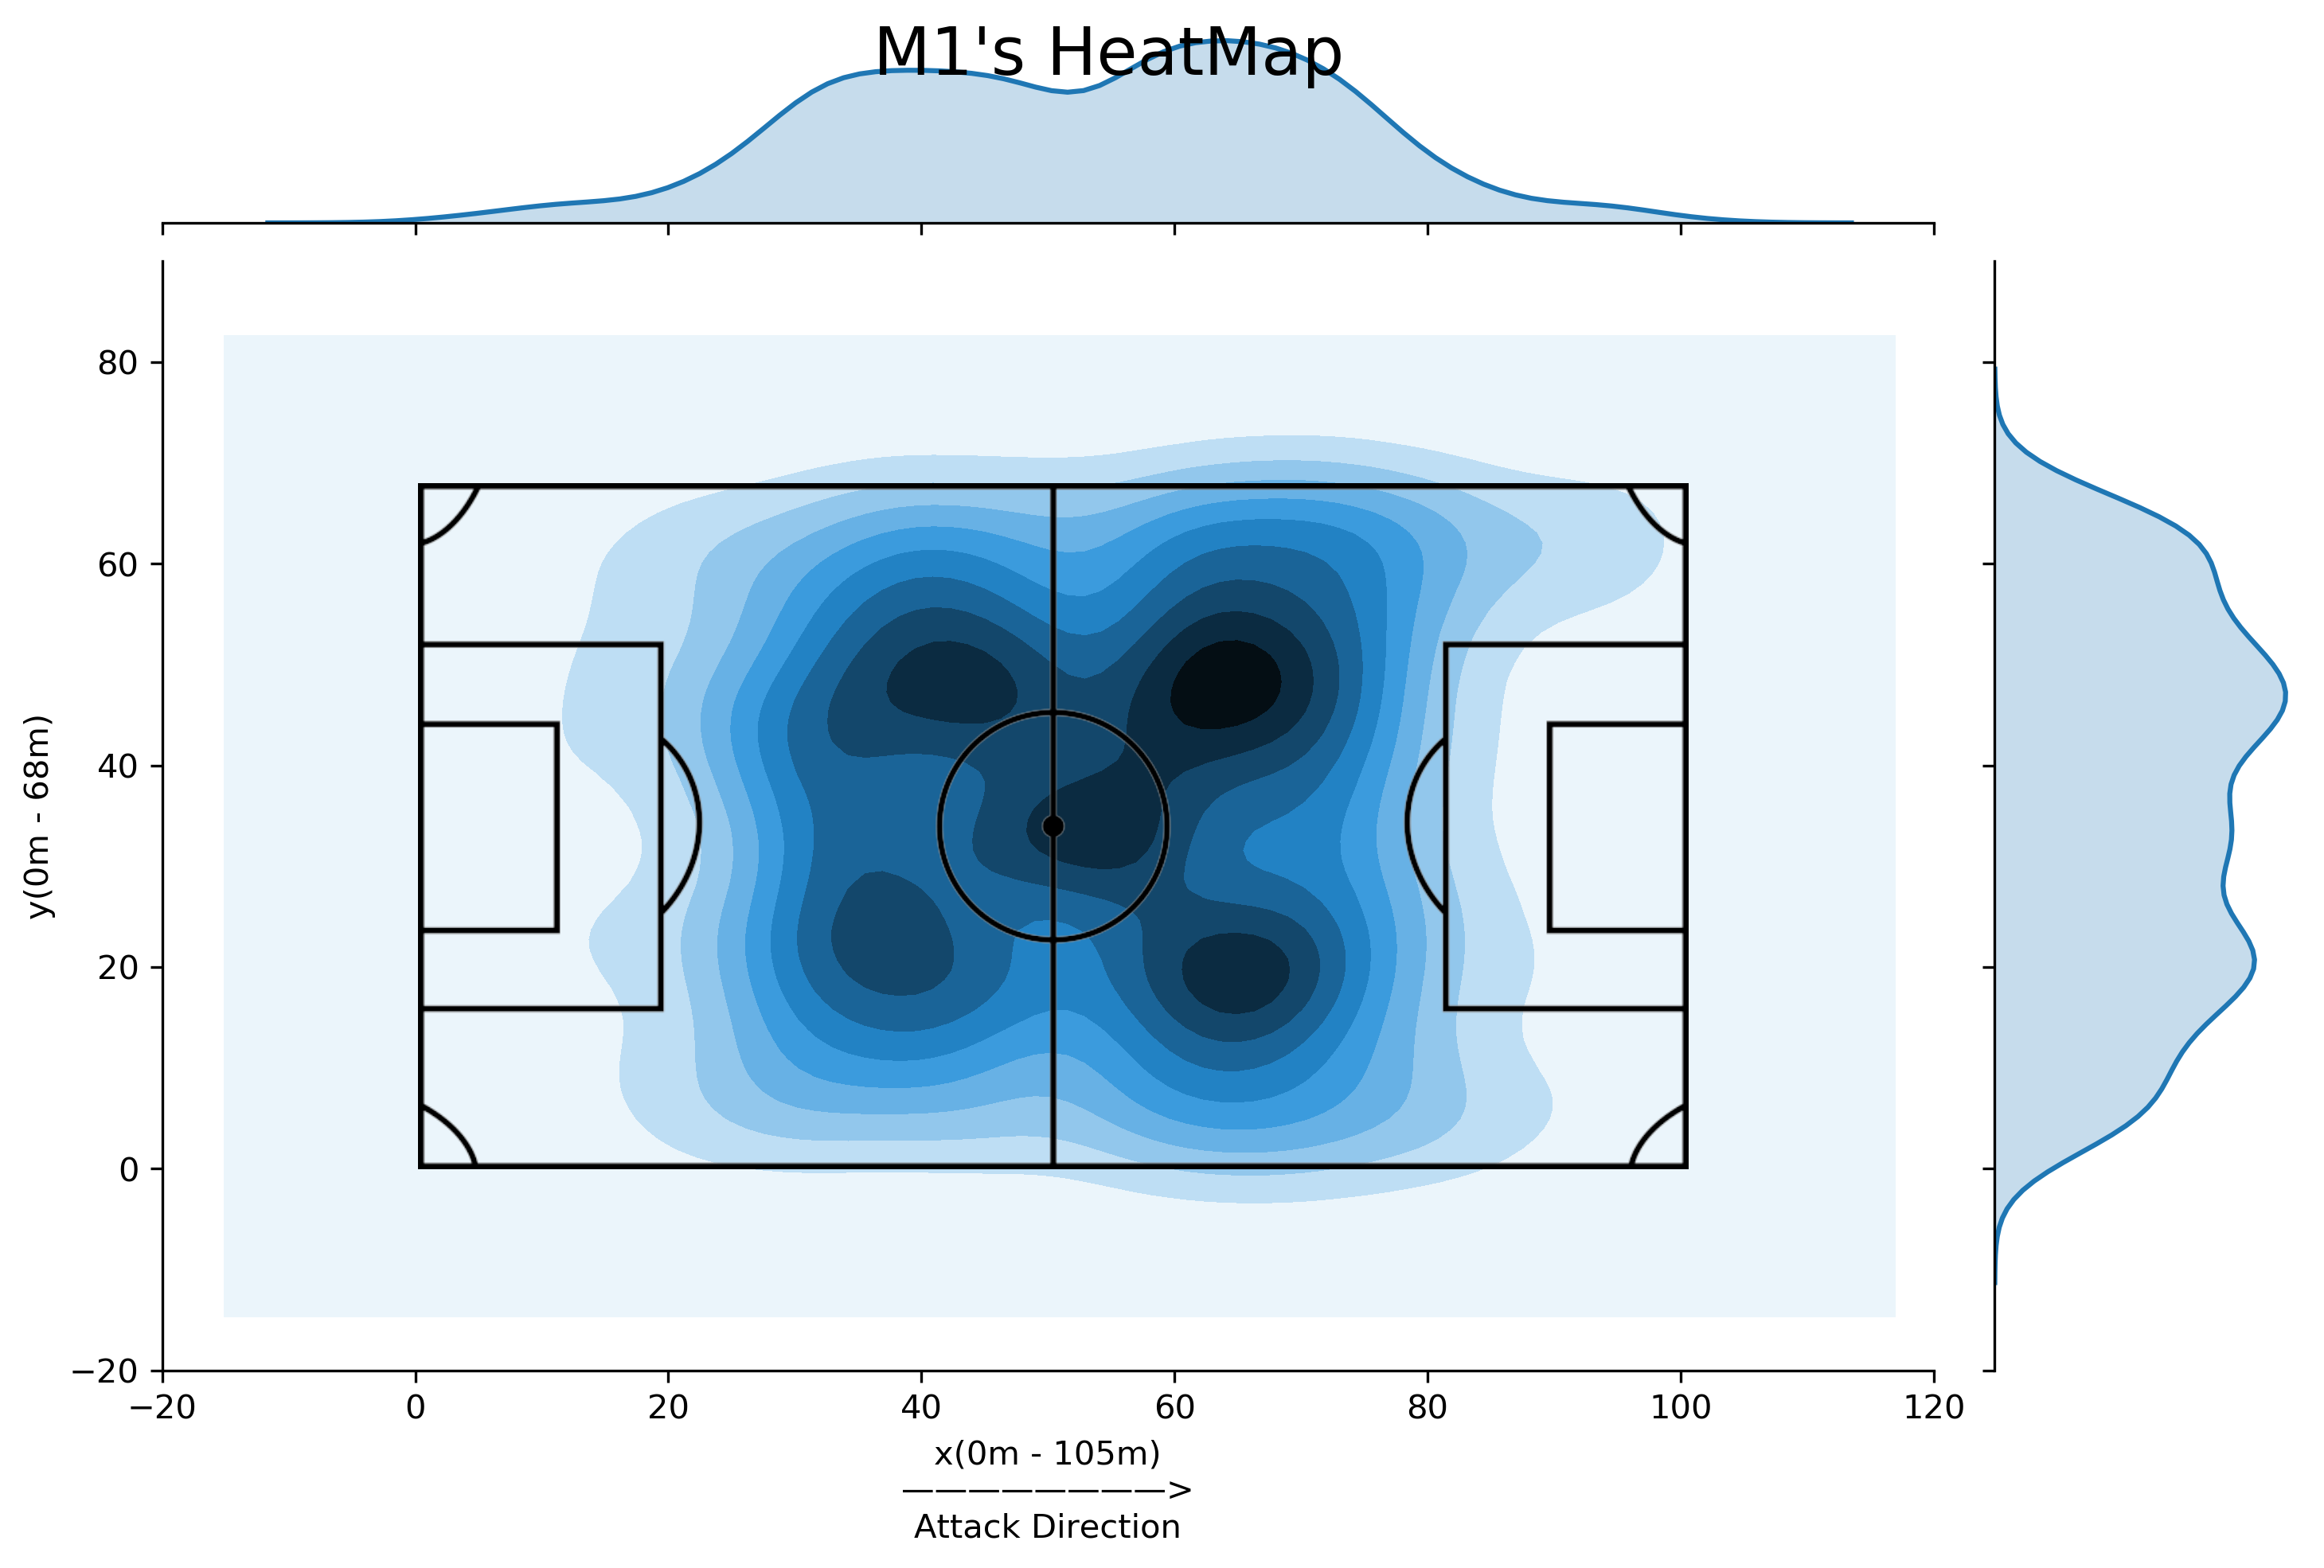 M1's HeatMap
80
60
40
20
0
−20
y(0m - 68m)
−20 0 20 40 60 80 100 120
x(0m - 105m)
————————>
Attack Direction